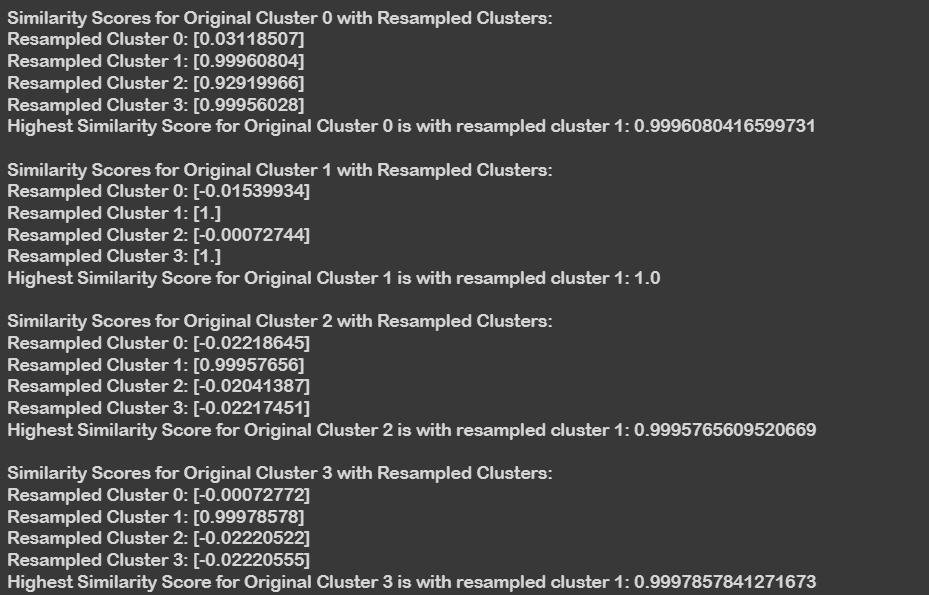 Similarity Scores for Original Cluster 0 with Resampled Clusters:
Resampled Cluster 0: [0.03118507]
Resampled Cluster 1: [0.99960804]
Resampled Cluster 2: [0.92919966]
Resampled Cluster 3: [0.99956028]
Highest Similarity Score for Original Cluster 0 is with resampled cluster 1: 0.9996080416599731
Similarity Scores for Original Cluster 1 with Resampled Clusters:
Resampled Cluster 0: [-0.01539934]
Resampled Cluster 1: [1.]
Resampled Cluster 2: [-0.00072744]
Resampled Cluster 3: [1.]
Highest Similarity Score for Original Cluster 1 is with resampled cluster 1: 1.0
Similarity Scores for Original Cluster 2 with Resampled Clusters:
Resampled Cluster 0: [-0.02218645]
Resampled Cluster 1: [0.99957656]
Resampled Cluster 2: [-0.02041387]
Resampled Cluster 3: [-0.02217451]
Highest Similarity Score for Original Cluster 2 is with resampled cluster 1: 0.9995765609520669
Similarity Scores for Original Cluster 3 with Resampled Clusters:
Resampled Cluster 0: [-0.00072772]
Resampled Cluster 1: [0.99978578]
Resampled Cluster 2: [-0.02220522]
Resampled Cluster 3: [-0.02220555]
Highest Similarity Score for Original Cluster 3 is with resampled cluster 1: 0.9997857841271673